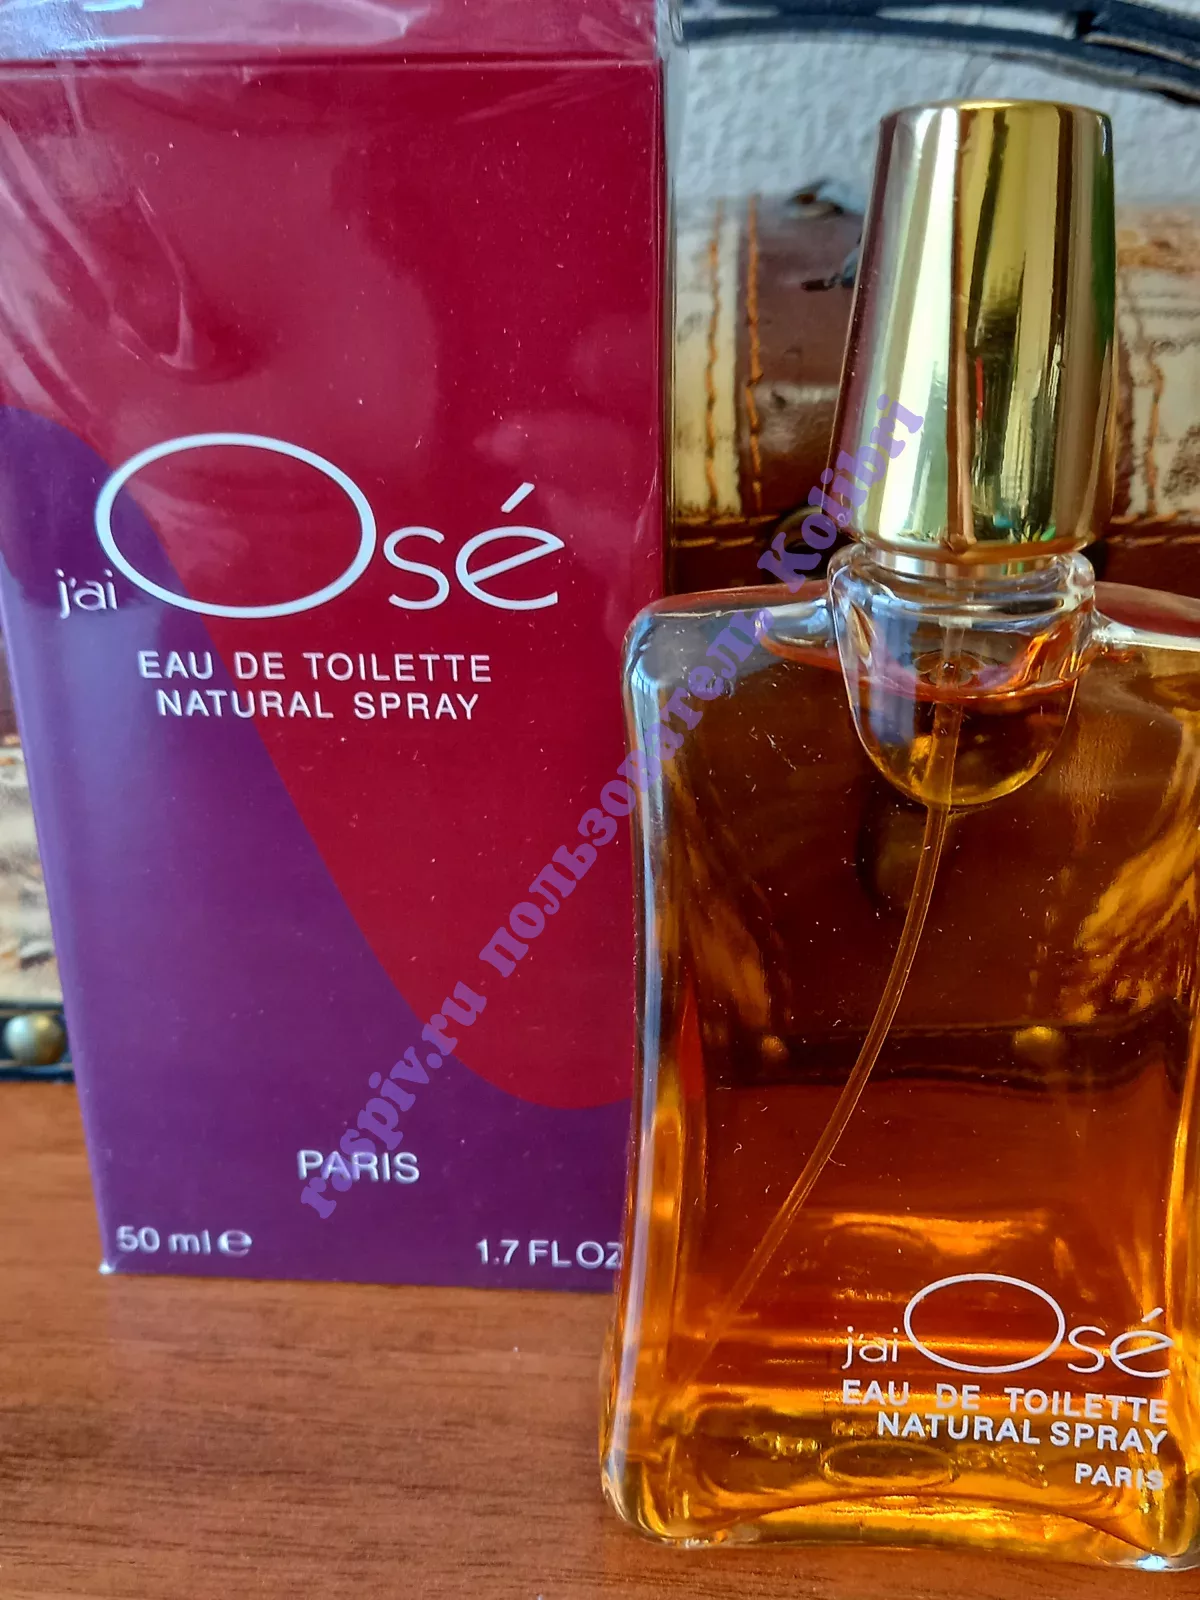 j'ai Osé
EAU DE TOILETTE
NATURAL SPRAY
PARIS
50 ml e
1.7 FL OZ
j'ai Osé
EAU DE TOILETTE
NATURAL SPRAY
PARIS
raspiv.ru пользователь Kolibri